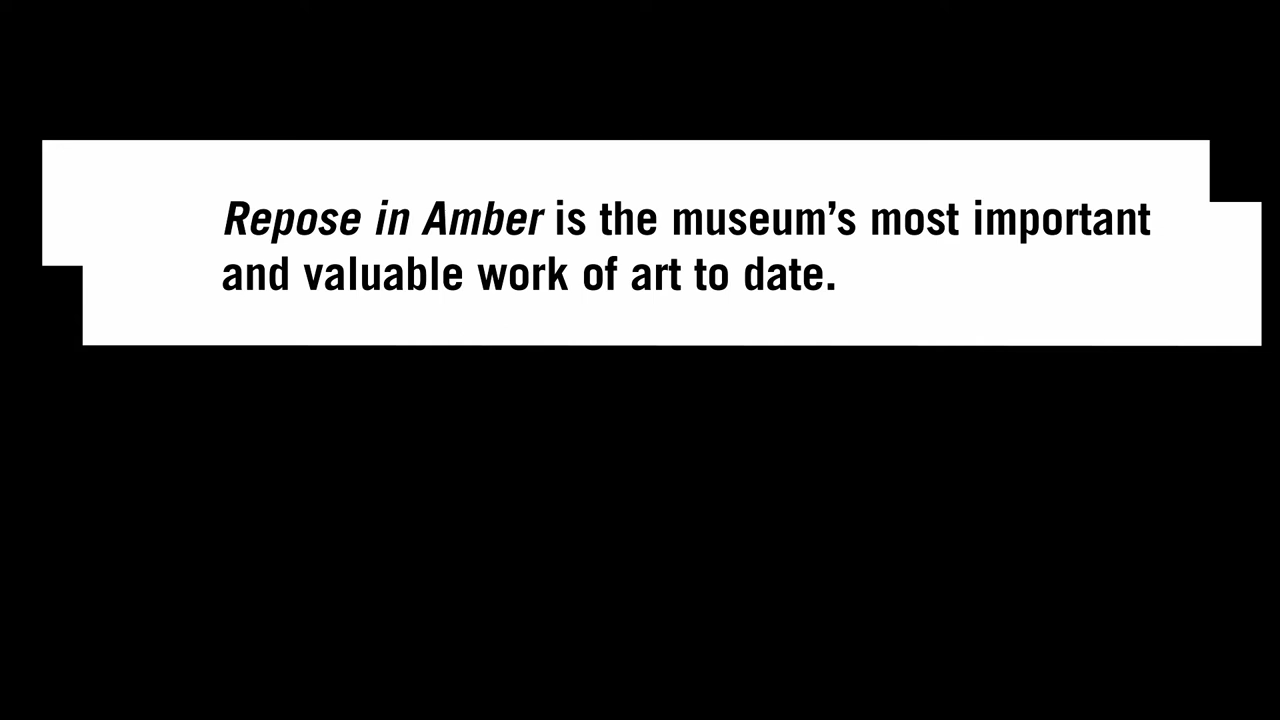 Repose in Amber is the museum’s most important
and valuable work of art to date.